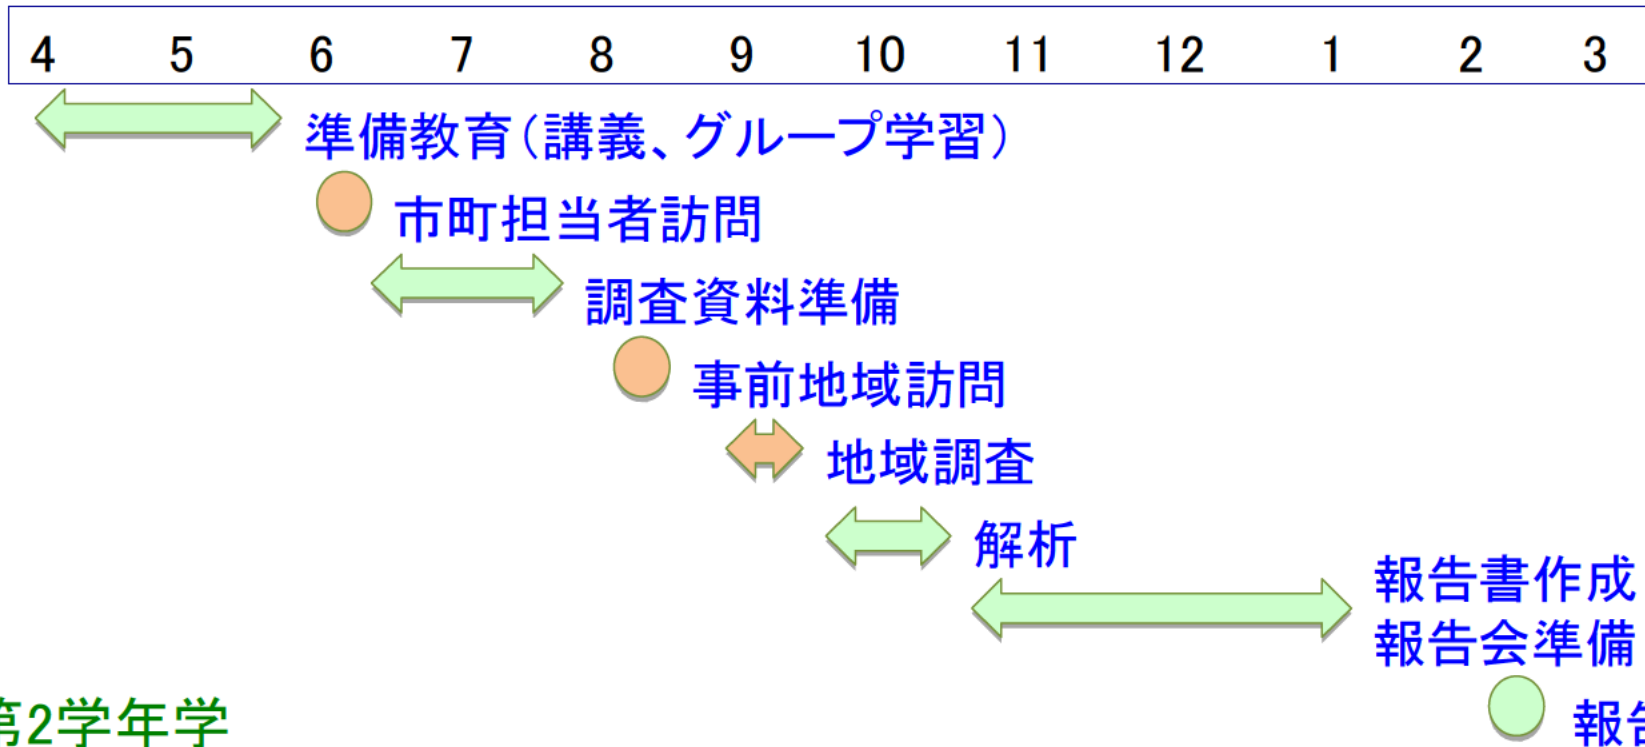 4 5 6 7 8 9 10 11 12 1 2 3
準備教育(講義、グループ学習)
市町担当者訪問
調査資料準備
事前地域訪問
地域調査
解析
報告書作成
報告会準備
報告
第2学年学